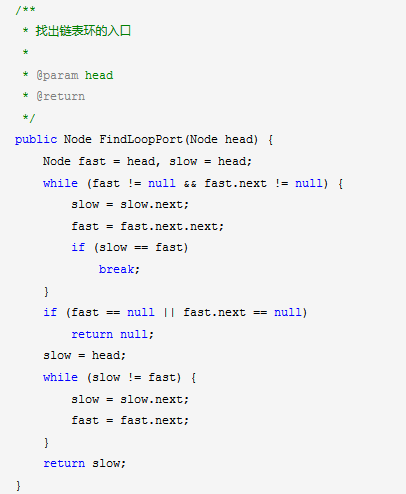 /**
 * 找出链表环的入口
 *
 * @param head
 * @return
 */
public Node FindLoopPort(Node head) {
    Node fast = head, slow = head;
    while (fast != null && fast.next != null) {
        slow = slow.next;
        fast = fast.next.next;
        if (slow == fast)
            break;
    }
    if (fast == null || fast.next == null)
        return null;
    slow = head;
    while (slow != fast) {
        slow = slow.next;
        fast = fast.next;
    }
    return slow;
}